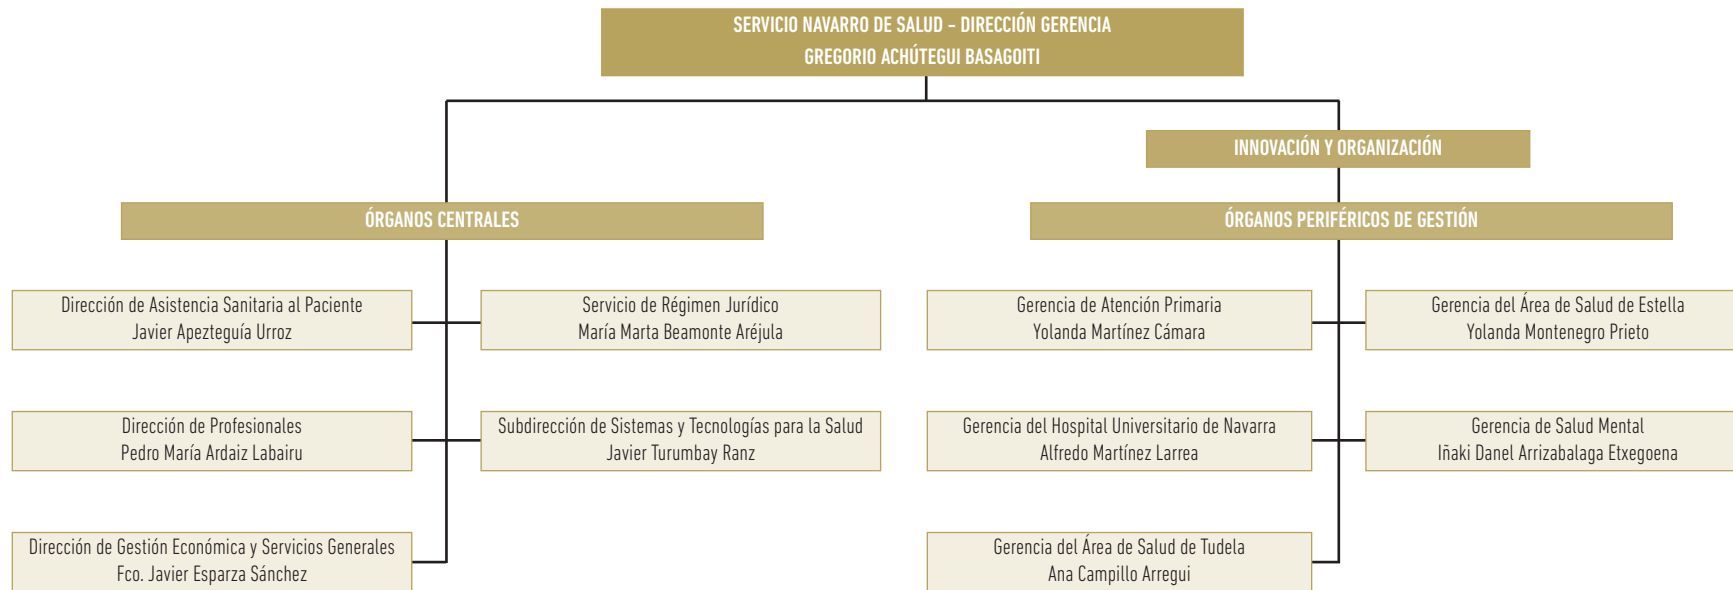 SERVICIO NAVARRO DE SALUD – DIRECCIÓN GERENCIA
GREGORIO ACHÚTEGUI BASAGOITI
INNOVACIÓN Y ORGANIZACIÓN
ÓRGANOS CENTRALES
ÓRGANOS PERIFÉRICOS DE GESTIÓN
Dirección de Asistencia Sanitaria al Paciente
Javier Apezteguía Urroz
Servicio de Régimen Jurídico
María Marta Beamonte Aréjula
Gerencia de Atención Primaria
Yolanda Martínez Cámara
Gerencia del Área de Salud de Estella
Yolanda Montenegro Prieto
Dirección de Profesionales
Pedro María Ardaiz Labairu
Subdirección de Sistemas y Tecnologías para la Salud
Javier Turumbay Ranz
Gerencia del Hospital Universitario de Navarra
Alfredo Martínez Larrea
Gerencia de Salud Mental
Iñaki Danel Arrizabalaga Etxegoena
Dirección de Gestión Económica y Servicios Generales
Fco. Javier Esparza Sánchez
Gerencia del Área de Salud de Tudela
Ana Campillo Arregui